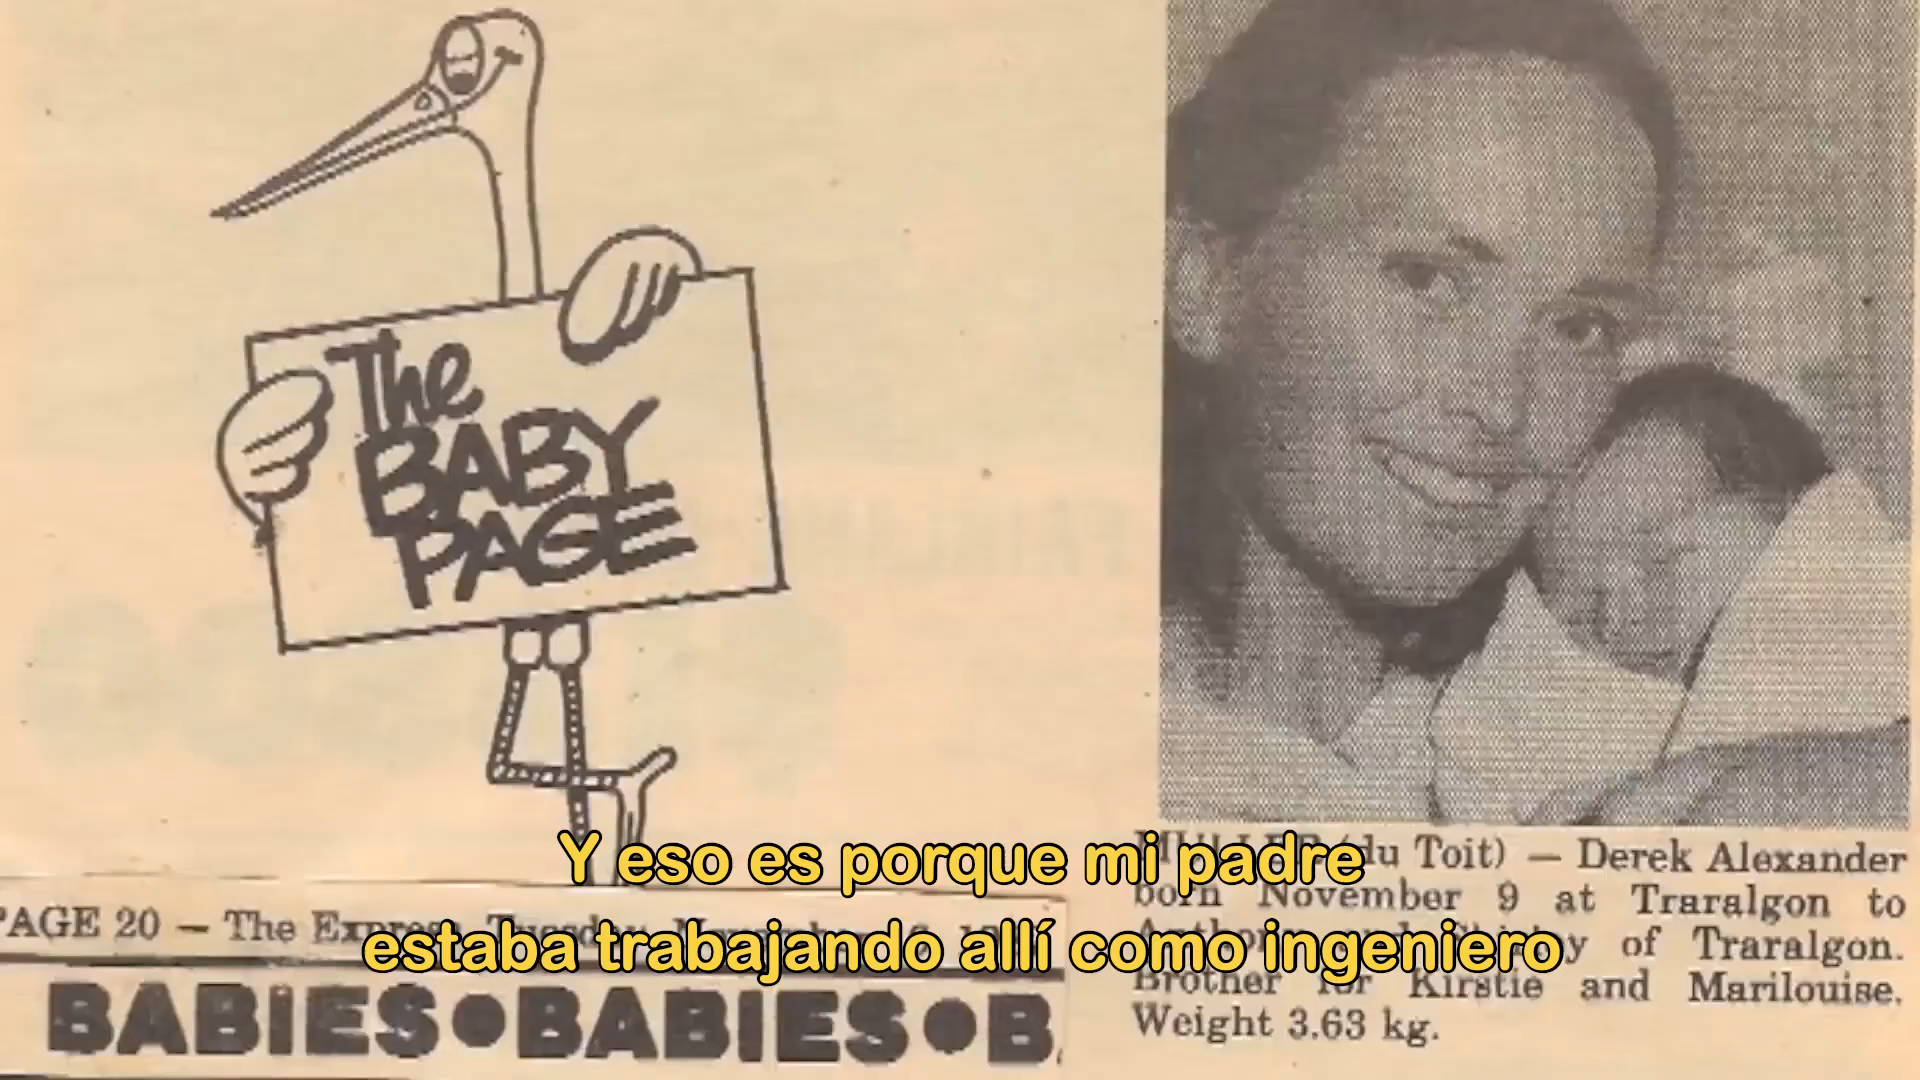 The
BABY
PAGE
(du Toit) — Derek Alexander
born November 9 at Traralgon to
of Traralgon.
Brother for Kirstie and Marilouise.
Weight 3.63 kg.
PAGE 20 — The
BABIES•BABIES•B
Y eso es porque mi padre
estaba trabajando allí como ingeniero